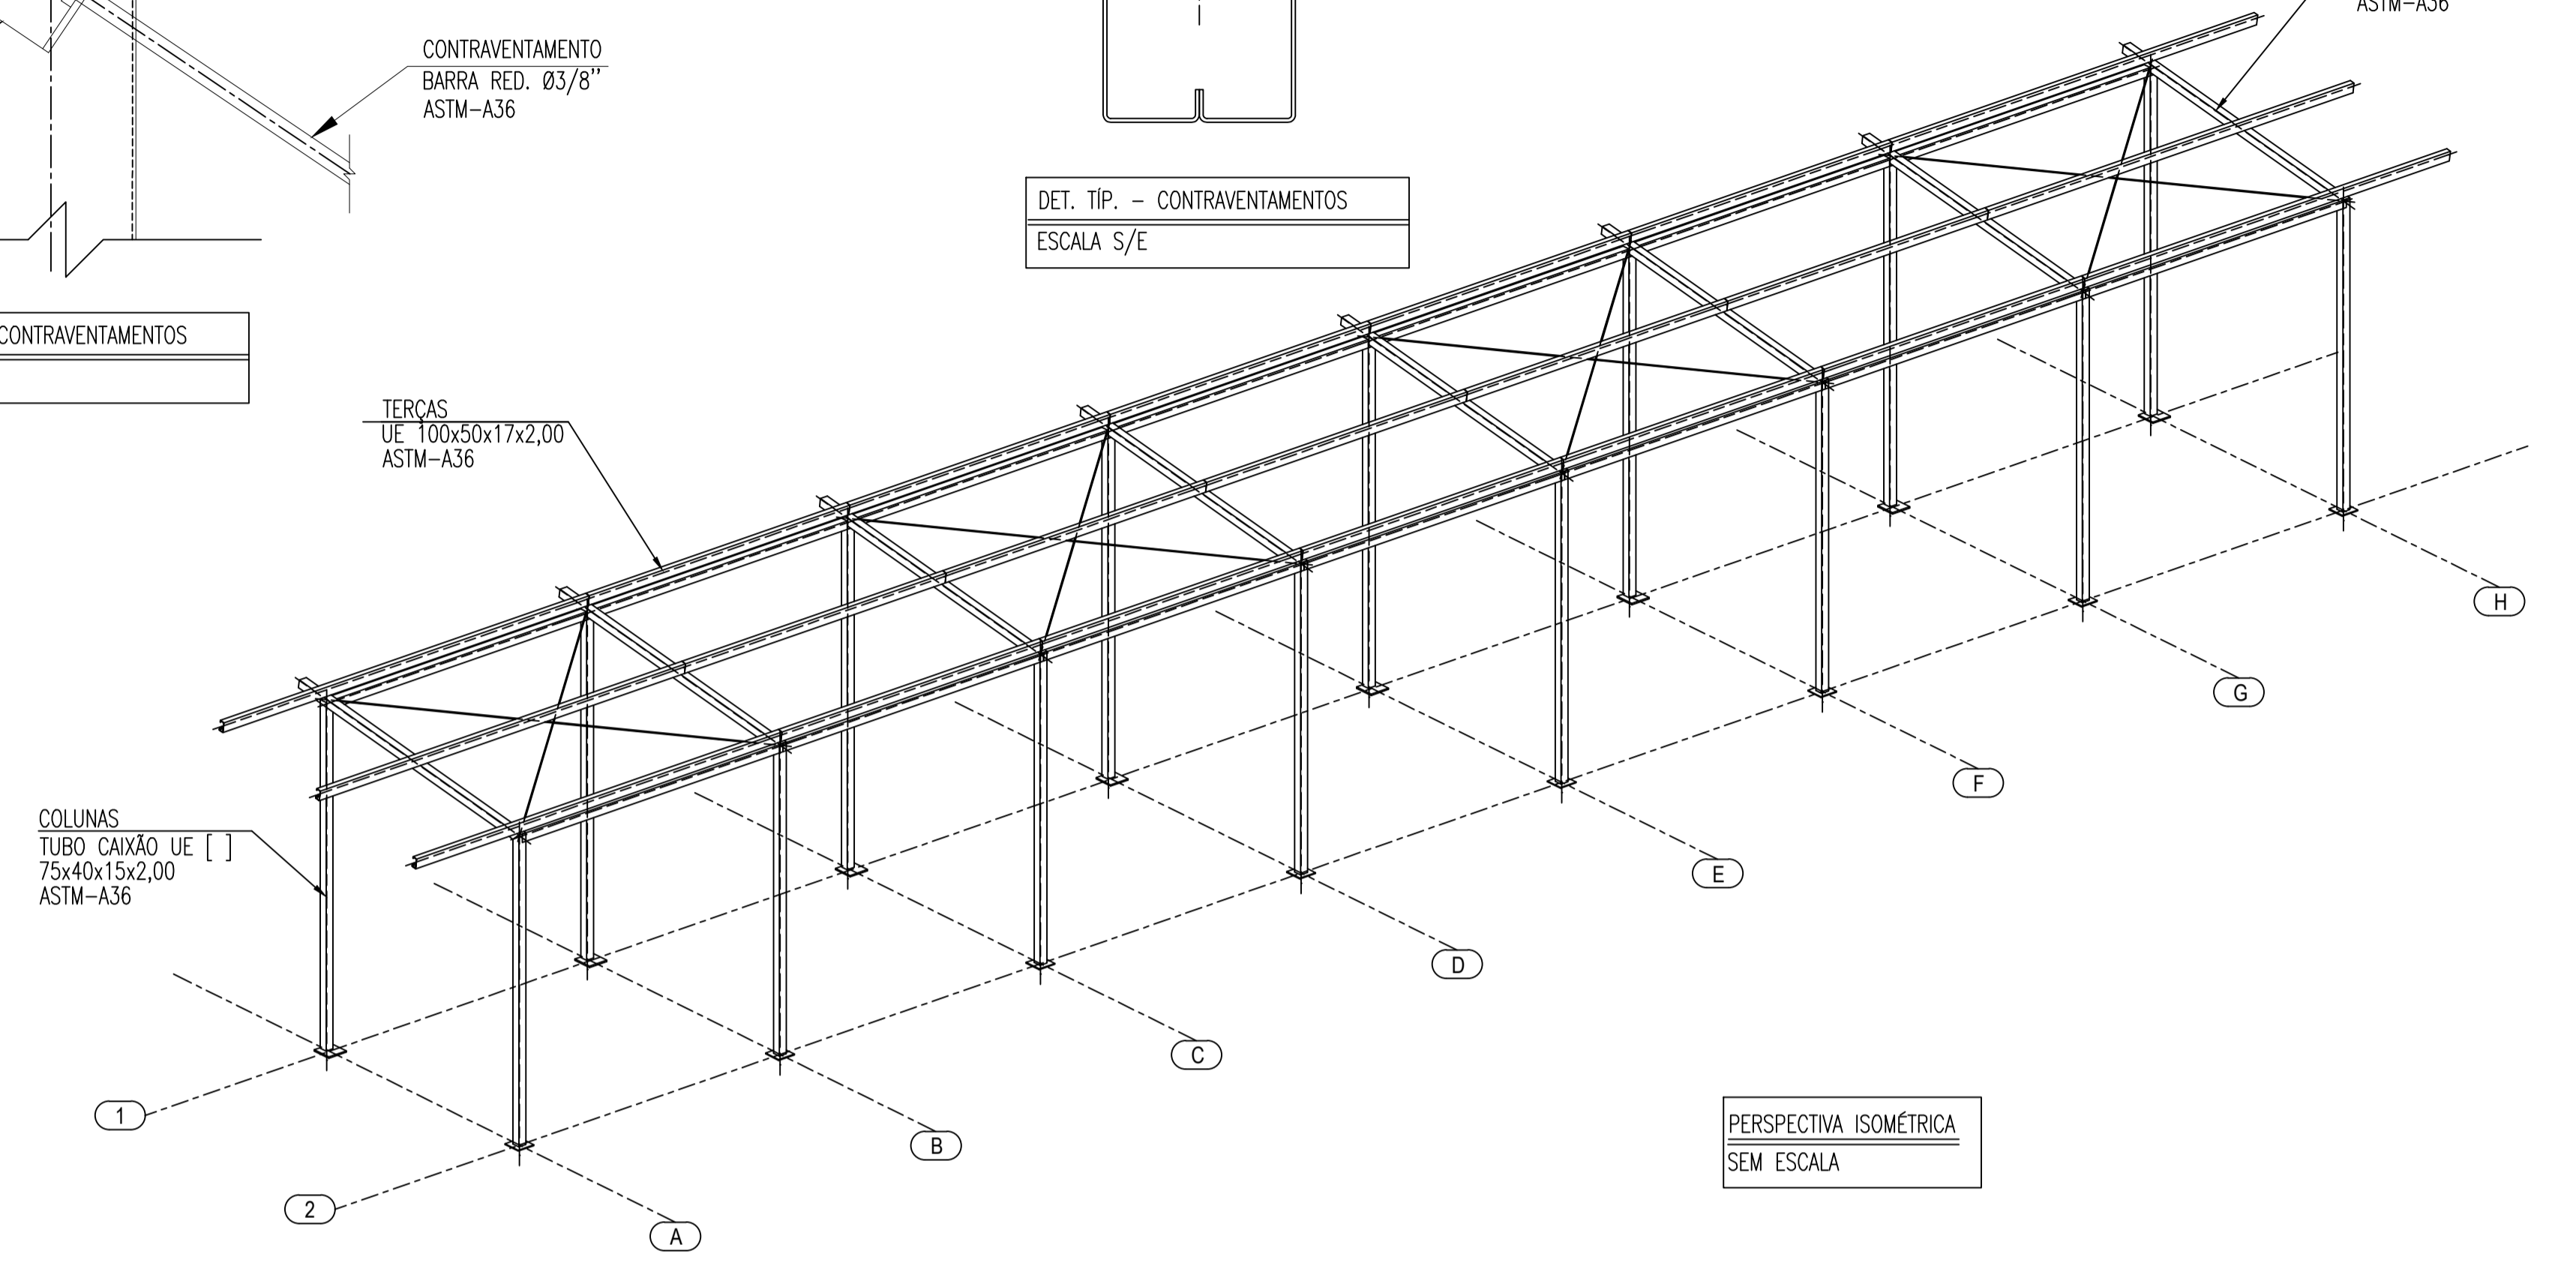 CONTRAVENTAMENTO
BARRA RED. Ø3/8”
ASTM-A36
ASTM-A36
DET. TÍP. - CONTRAVENTAMENTOS
ESCALA S/E
CONTRAVENTAMENTOS
TERÇAS
UE 100x50x17x2,00
ASTM-A36
COLUNAS
TUBO CAIXÃO UE [ ]
75x40x15x2,00
ASTM-A36
H
G
F
E
D
C
B
A
1
2
PERSPECTIVA ISOMÉTRICA
SEM ESCALA